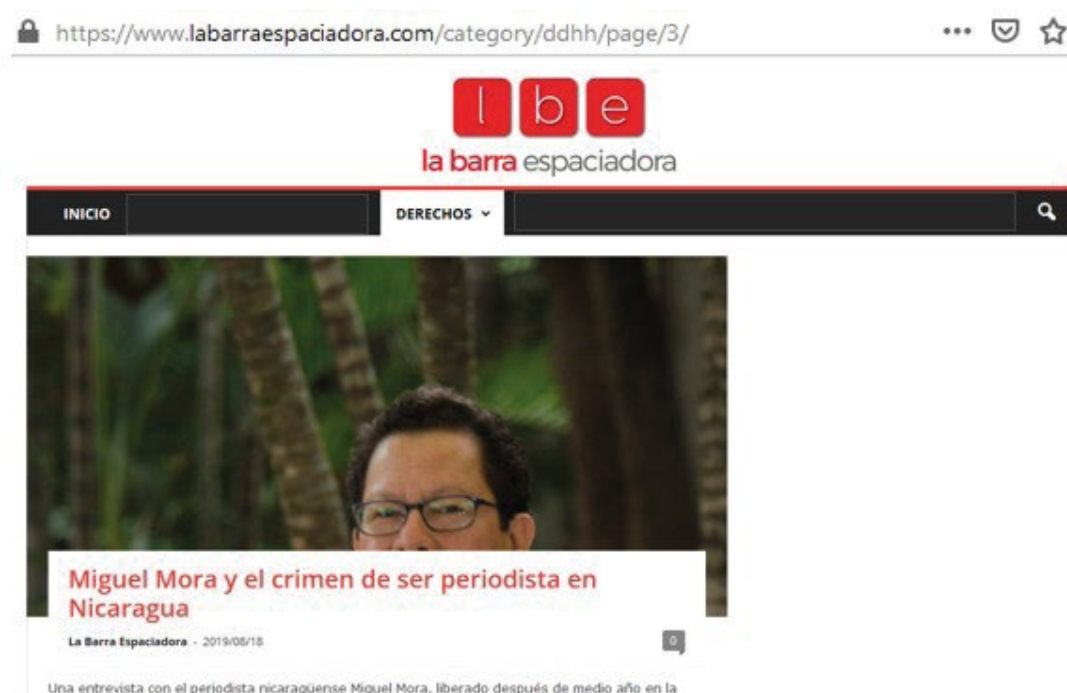 https://www.labarraespaciadora.com/category/ddhh/page/3/
l b e
la barra espaciadora
INICIO DERECHOS
Miguel Mora y el crimen de ser periodista en
Nicaragua
La Barra Espaciadora - 2019/08/18 0
Una entrevista con el periodista nicaragüense Miguel Mora, liberado después de medio año en la